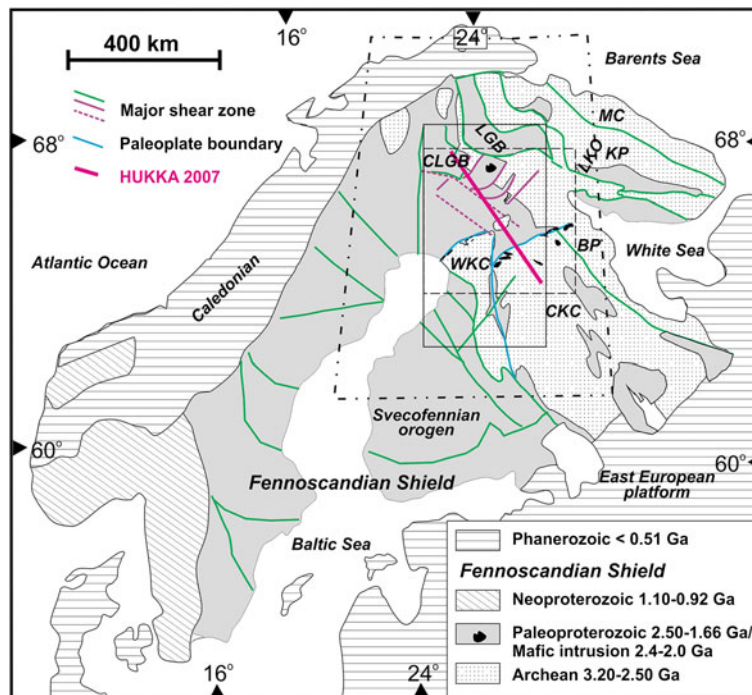 16°
24°
400 km
Barents Sea
Major shear zone
Paleoplate boundary
HUKKA 2007
68°
68°
MC
LGB
KP
LKO
CLGB
Atlantic Ocean
Caledonian
WKC
BP
White Sea
CKC
Svecofennian
orogen
60°
60°
Fennoscandian Shield
East European
platform
Baltic Sea
Phanerozoic < 0.51 Ga
Fennoscandian Shield
Neoproterozoic 1.10-0.92 Ga
Paleoproterozoic 2.50-1.66 Ga/
Mafic intrusion 2.4-2.0 Ga
Archean 3.20-2.50 Ga
16°
24°